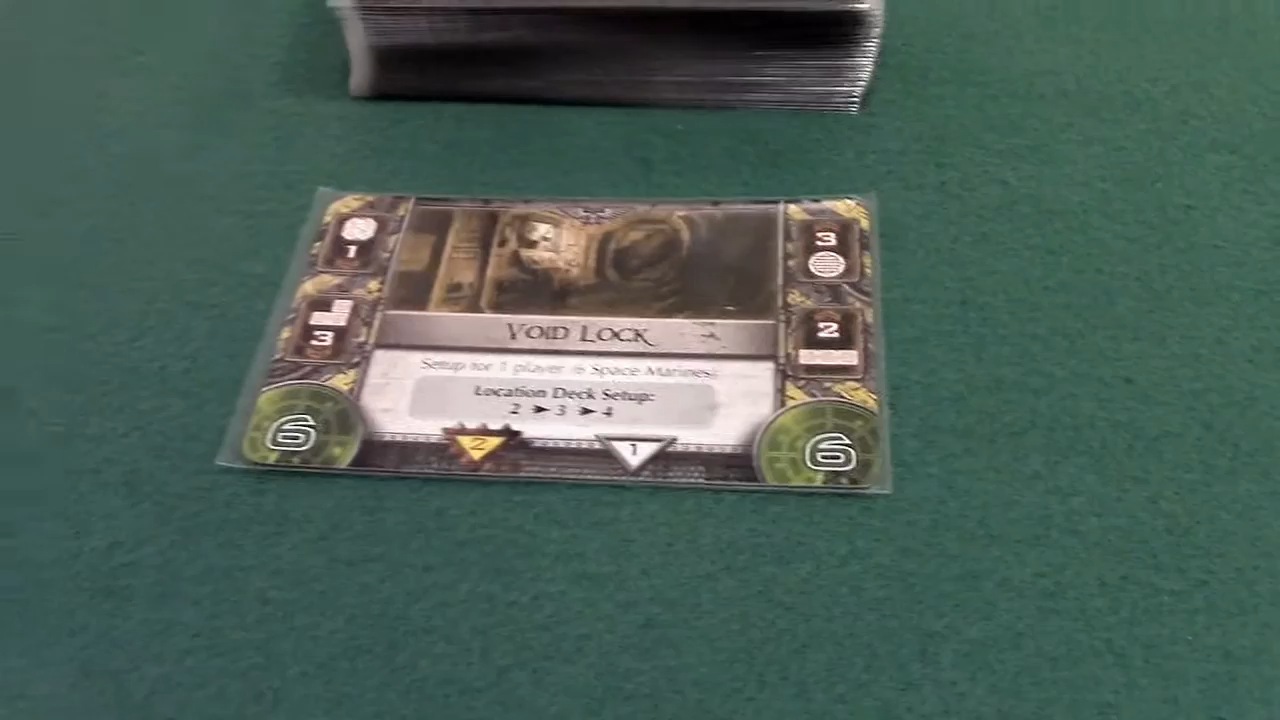 1
3
VOID LOCK
3
2
Setup for 1 player (6 Space Marines)
Location Deck Setup:
2 ► 3 ► 4
6
2
1
6